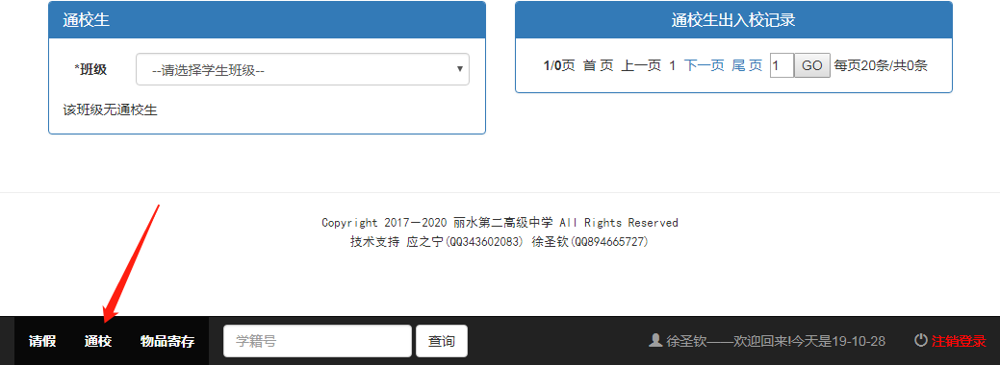 通校生
*班级 --请选择学生班级--
该班级无通校生
通校生出入校记录
1/0页 首 页 上一页 1 下一页 尾 页 1 GO 每页20条/共0条
Copyright 2017－2020 丽水第二高级中学 All Rights Reserved
技术支持 应之宁(QQ343602083) 徐圣钦(QQ894665727)
请假 通校 物品寄存 学籍号 查询 徐圣钦——欢迎回来!今天是19-10-28 注销登录